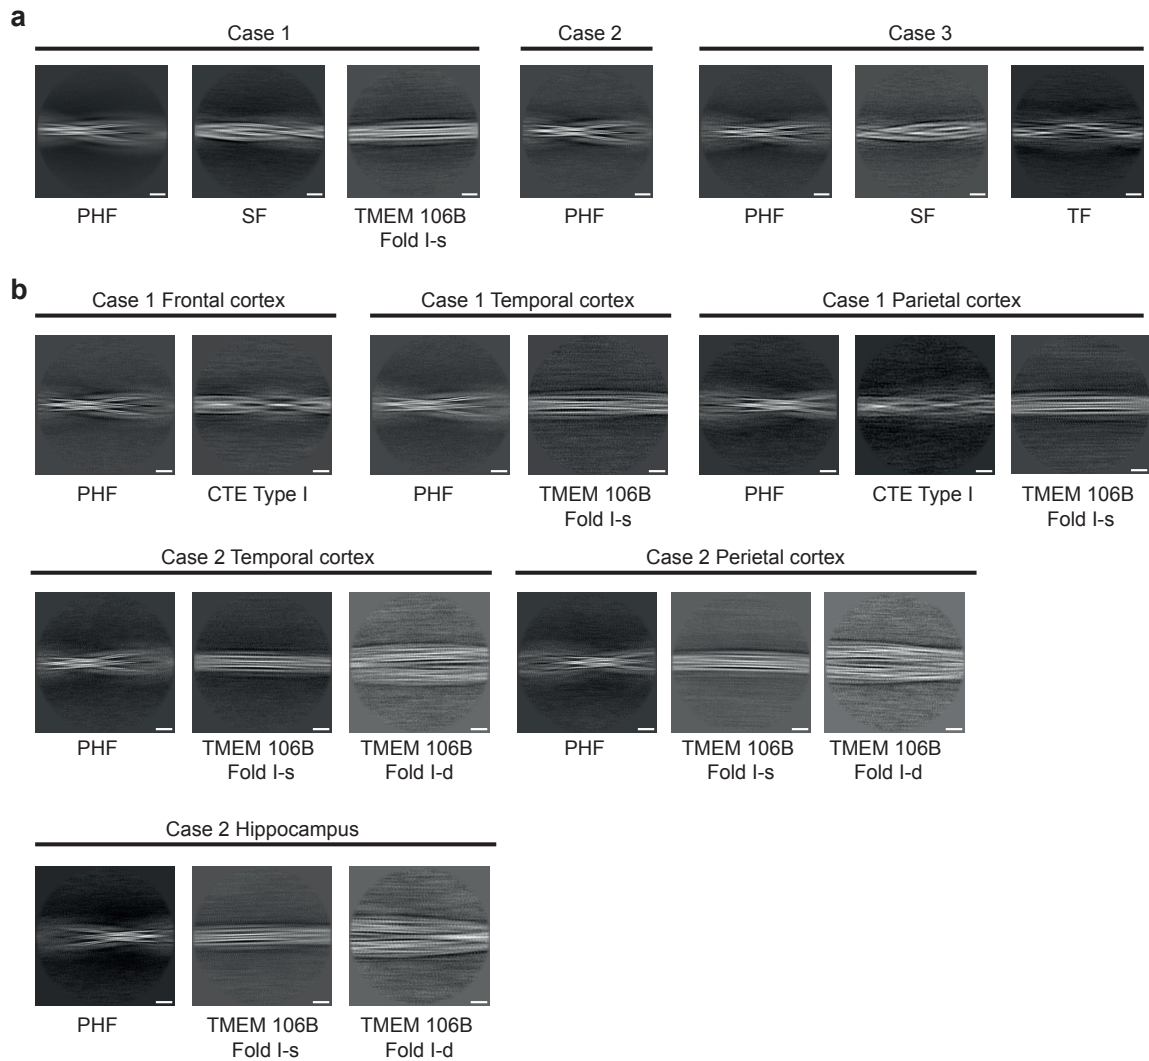 a
Case 1
Case 2
Case 3
PHF
SF
TMEM 106B
Fold I-s
PHF
PHF
SF
TF
b
Case 1 Frontal cortex
Case 1 Temporal cortex
Case 1 Parietal cortex
PHF
CTE Type I
PHF
TMEM 106B
Fold I-s
PHF
CTE Type I
TMEM 106B
Fold I-s
Case 2 Temporal cortex
Case 2 Perietal cortex
PHF
TMEM 106B
Fold I-s
TMEM 106B
Fold I-d
PHF
TMEM 106B
Fold I-s
TMEM 106B
Fold I-d
Case 2 Hippocampus
PHF
TMEM 106B
Fold I-s
TMEM 106B
Fold I-d